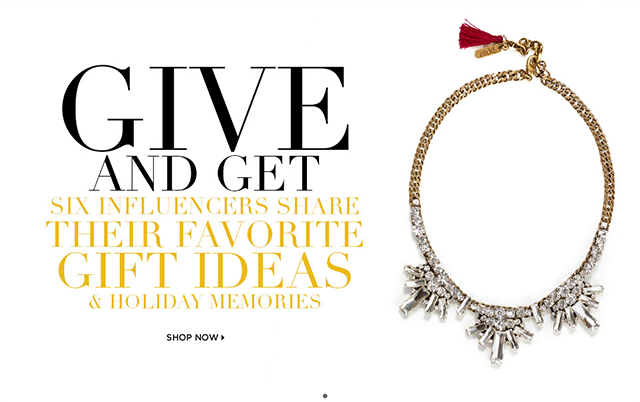 GIVE
AND GET
SIX INFLUENCERS SHARE
THEIR FAVORITE
GIFT IDEAS
& HOLIDAY MEMORIES
SHOP NOW